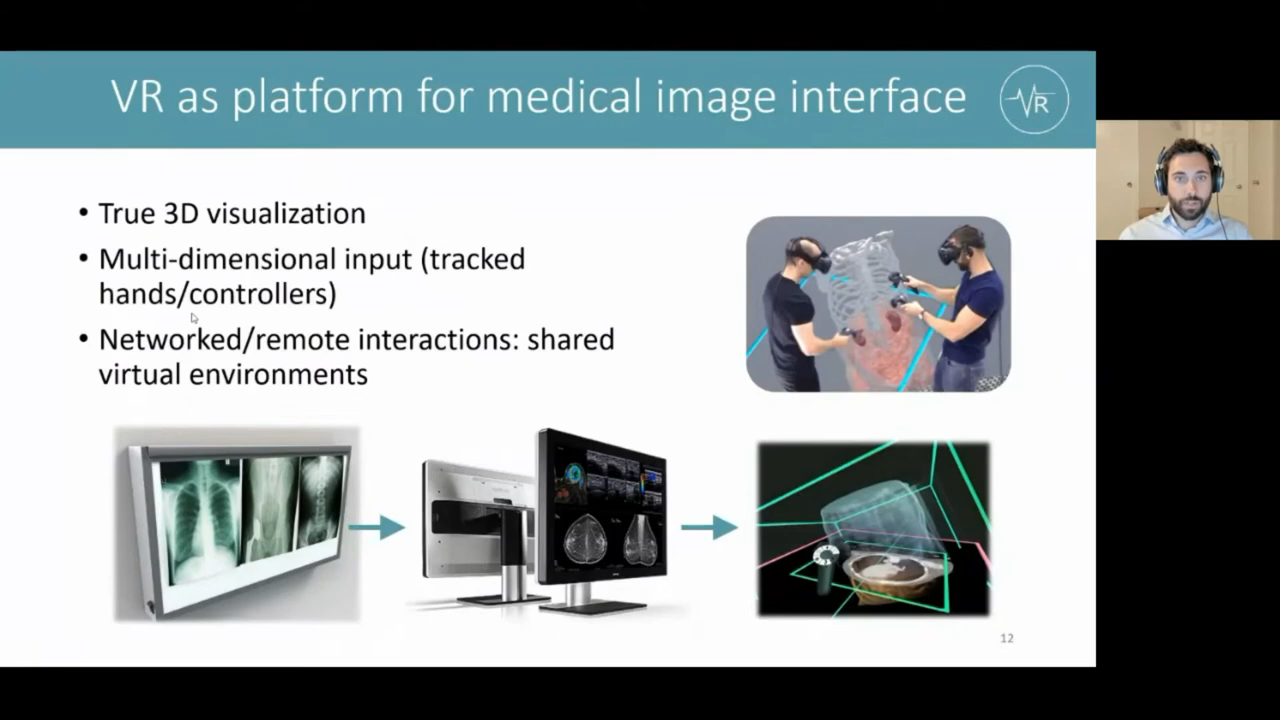 VR as platform for medical image interface
VR
• True 3D visualization
• Multi-dimensional input (tracked
hands/controllers)
• Networked/remote interactions: shared
virtual environments
12